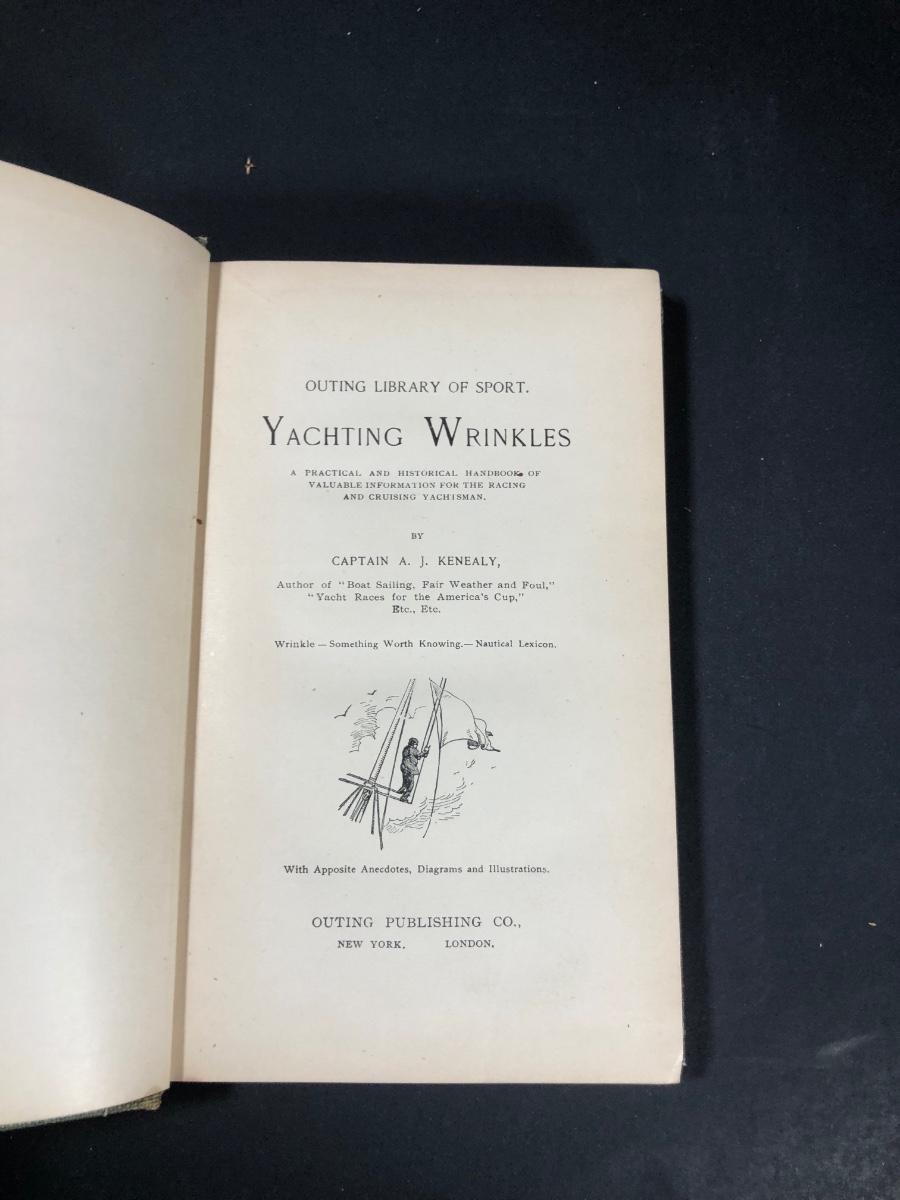 OUTING LIBRARY OF SPORT.
YACHTING WRINKLES
A PRACTICAL AND HISTORICAL HANDBOOK OF
VALUABLE INFORMATION FOR THE RACING
AND CRUISING YACHTSMAN.
BY
CAPTAIN A. J. KENEALY,
Author of "Boat Sailing, Fair Weather and Foul,"
"Yacht Races for the America's Cup,"
Etc., Etc.
Wrinkle — Something Worth Knowing.— Nautical Lexicon.
With Apposite Anecdotes, Diagrams and Illustrations.
OUTING PUBLISHING CO.,
NEW YORK. LONDON.